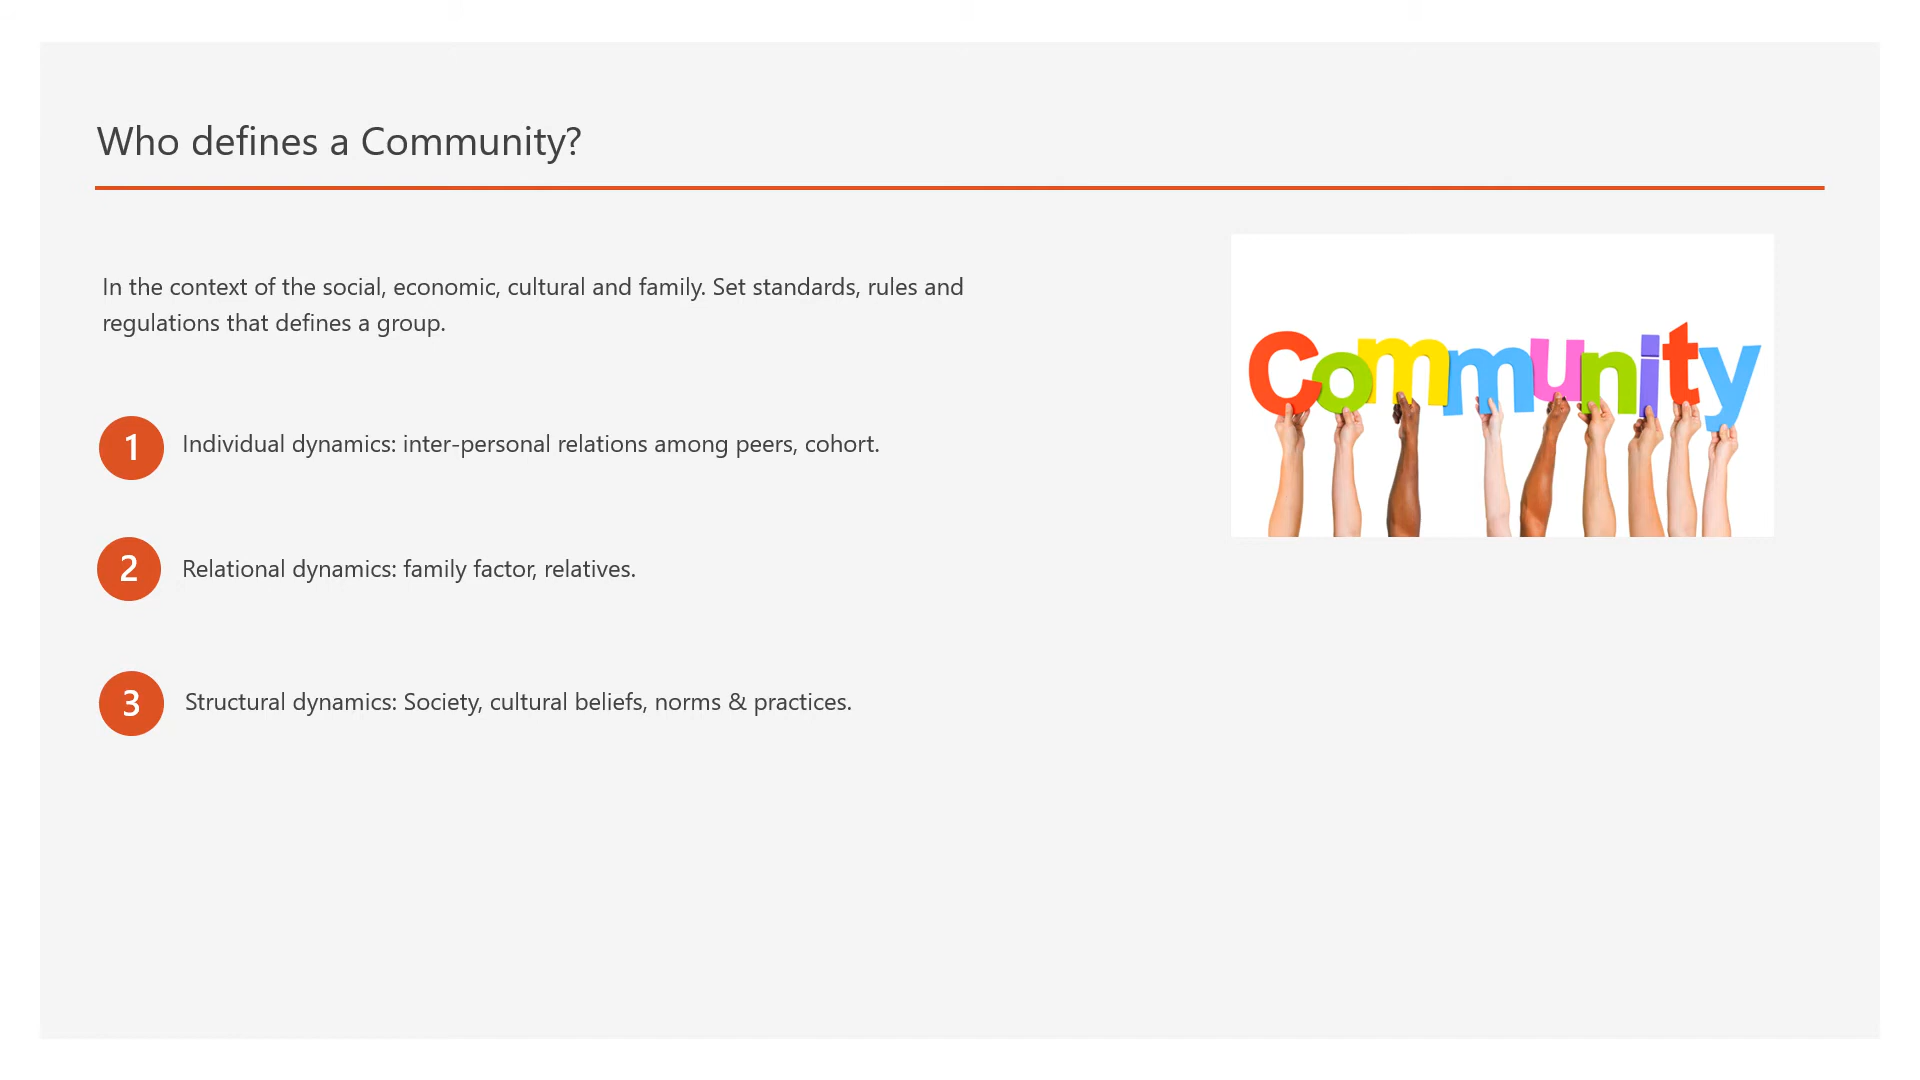 Who defines a Community?
In the context of the social, economic, cultural and family. Set standards, rules and
regulations that defines a group.
Community
1 Individual dynamics: inter-personal relations among peers, cohort.
2 Relational dynamics: family factor, relatives.
3 Structural dynamics: Society, cultural beliefs, norms & practices.